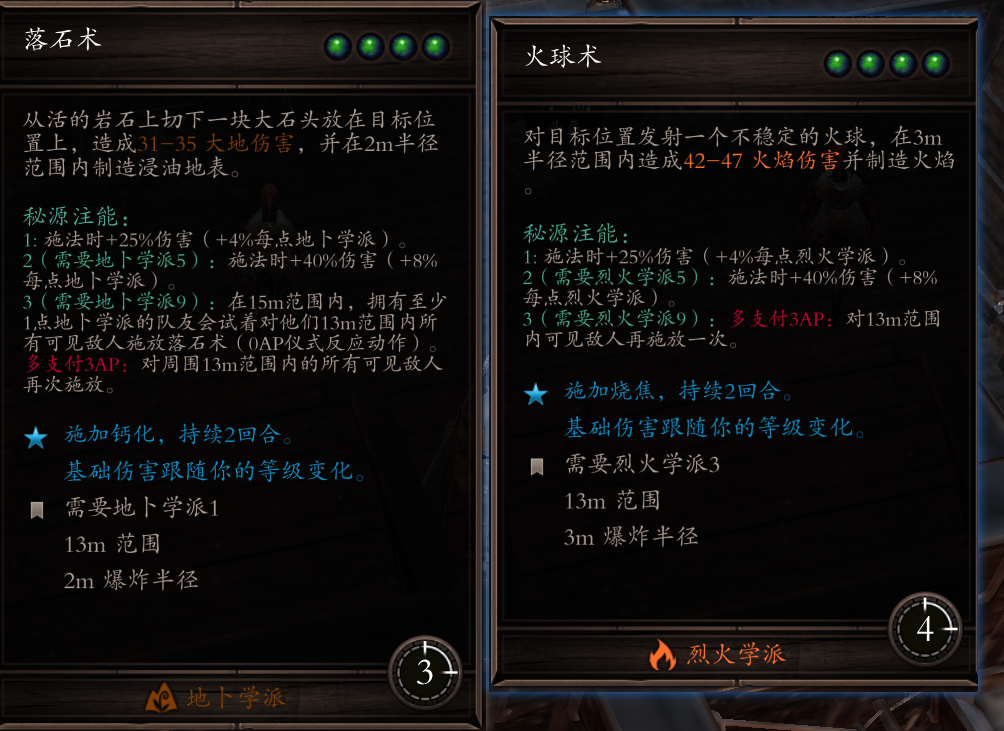 落石术
从活的岩石上切下一块大石头放在目标位
置上，造成31-35 大地伤害，并在2m半径
范围内制造浸油地表。
秘源注能：
1: 施法时+25%伤害（+4%每点地卜学派）。
2（需要地卜学派5）：施法时+40%伤害（+8%
每点地卜学派）。
3（需要地卜学派9）：在15m范围内，拥有至少
1点地卜学派的队友会试着对他们13m范围内所
有可见敌人施放落石术（0AP仪式反应动作）。
多支付3AP：对周围13m范围内的所有可见敌人
再次施放。
施加钙化，持续2回合。
基础伤害跟随你的等级变化。
需要地卜学派1
13m 范围
2m 爆炸半径
3
地卜学派
火球术
对目标位置发射一个不稳定的火球，在3m
半径范围内造成42-47 火焰伤害并制造火焰
。
秘源注能：
1: 施法时+25%伤害（+4%每点烈火学派）。
2（需要烈火学派5）：施法时+40%伤害（+8%
每点烈火学派）。
3（需要烈火学派9）：多支付3AP：对13m范围
内可见敌人再施放一次。
施加烧焦，持续2回合。
基础伤害跟随你的等级变化。
需要烈火学派3
13m 范围
3m 爆炸半径
4
烈火学派